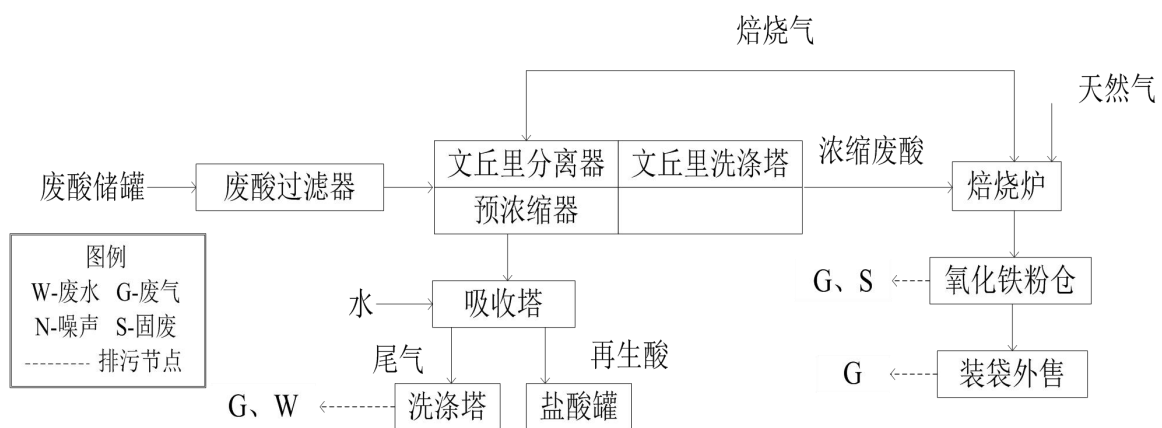 焙烧气
天然气
文丘里分离器
文丘里洗涤塔
浓缩废酸
废酸储罐
废酸过滤器
焙烧炉
预浓缩器
图例
W-废水 G-废气
N-噪声 S-固废
排污节点
水
吸收塔
G、S
氧化铁粉仓
尾气
再生酸
G、W
洗涤塔
盐酸罐
G
装袋外售